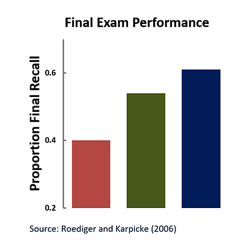 Final Exam Performance
Proportion Final Recall
0.6
0.4
0.2
Source: Roediger and Karpicke (2006)